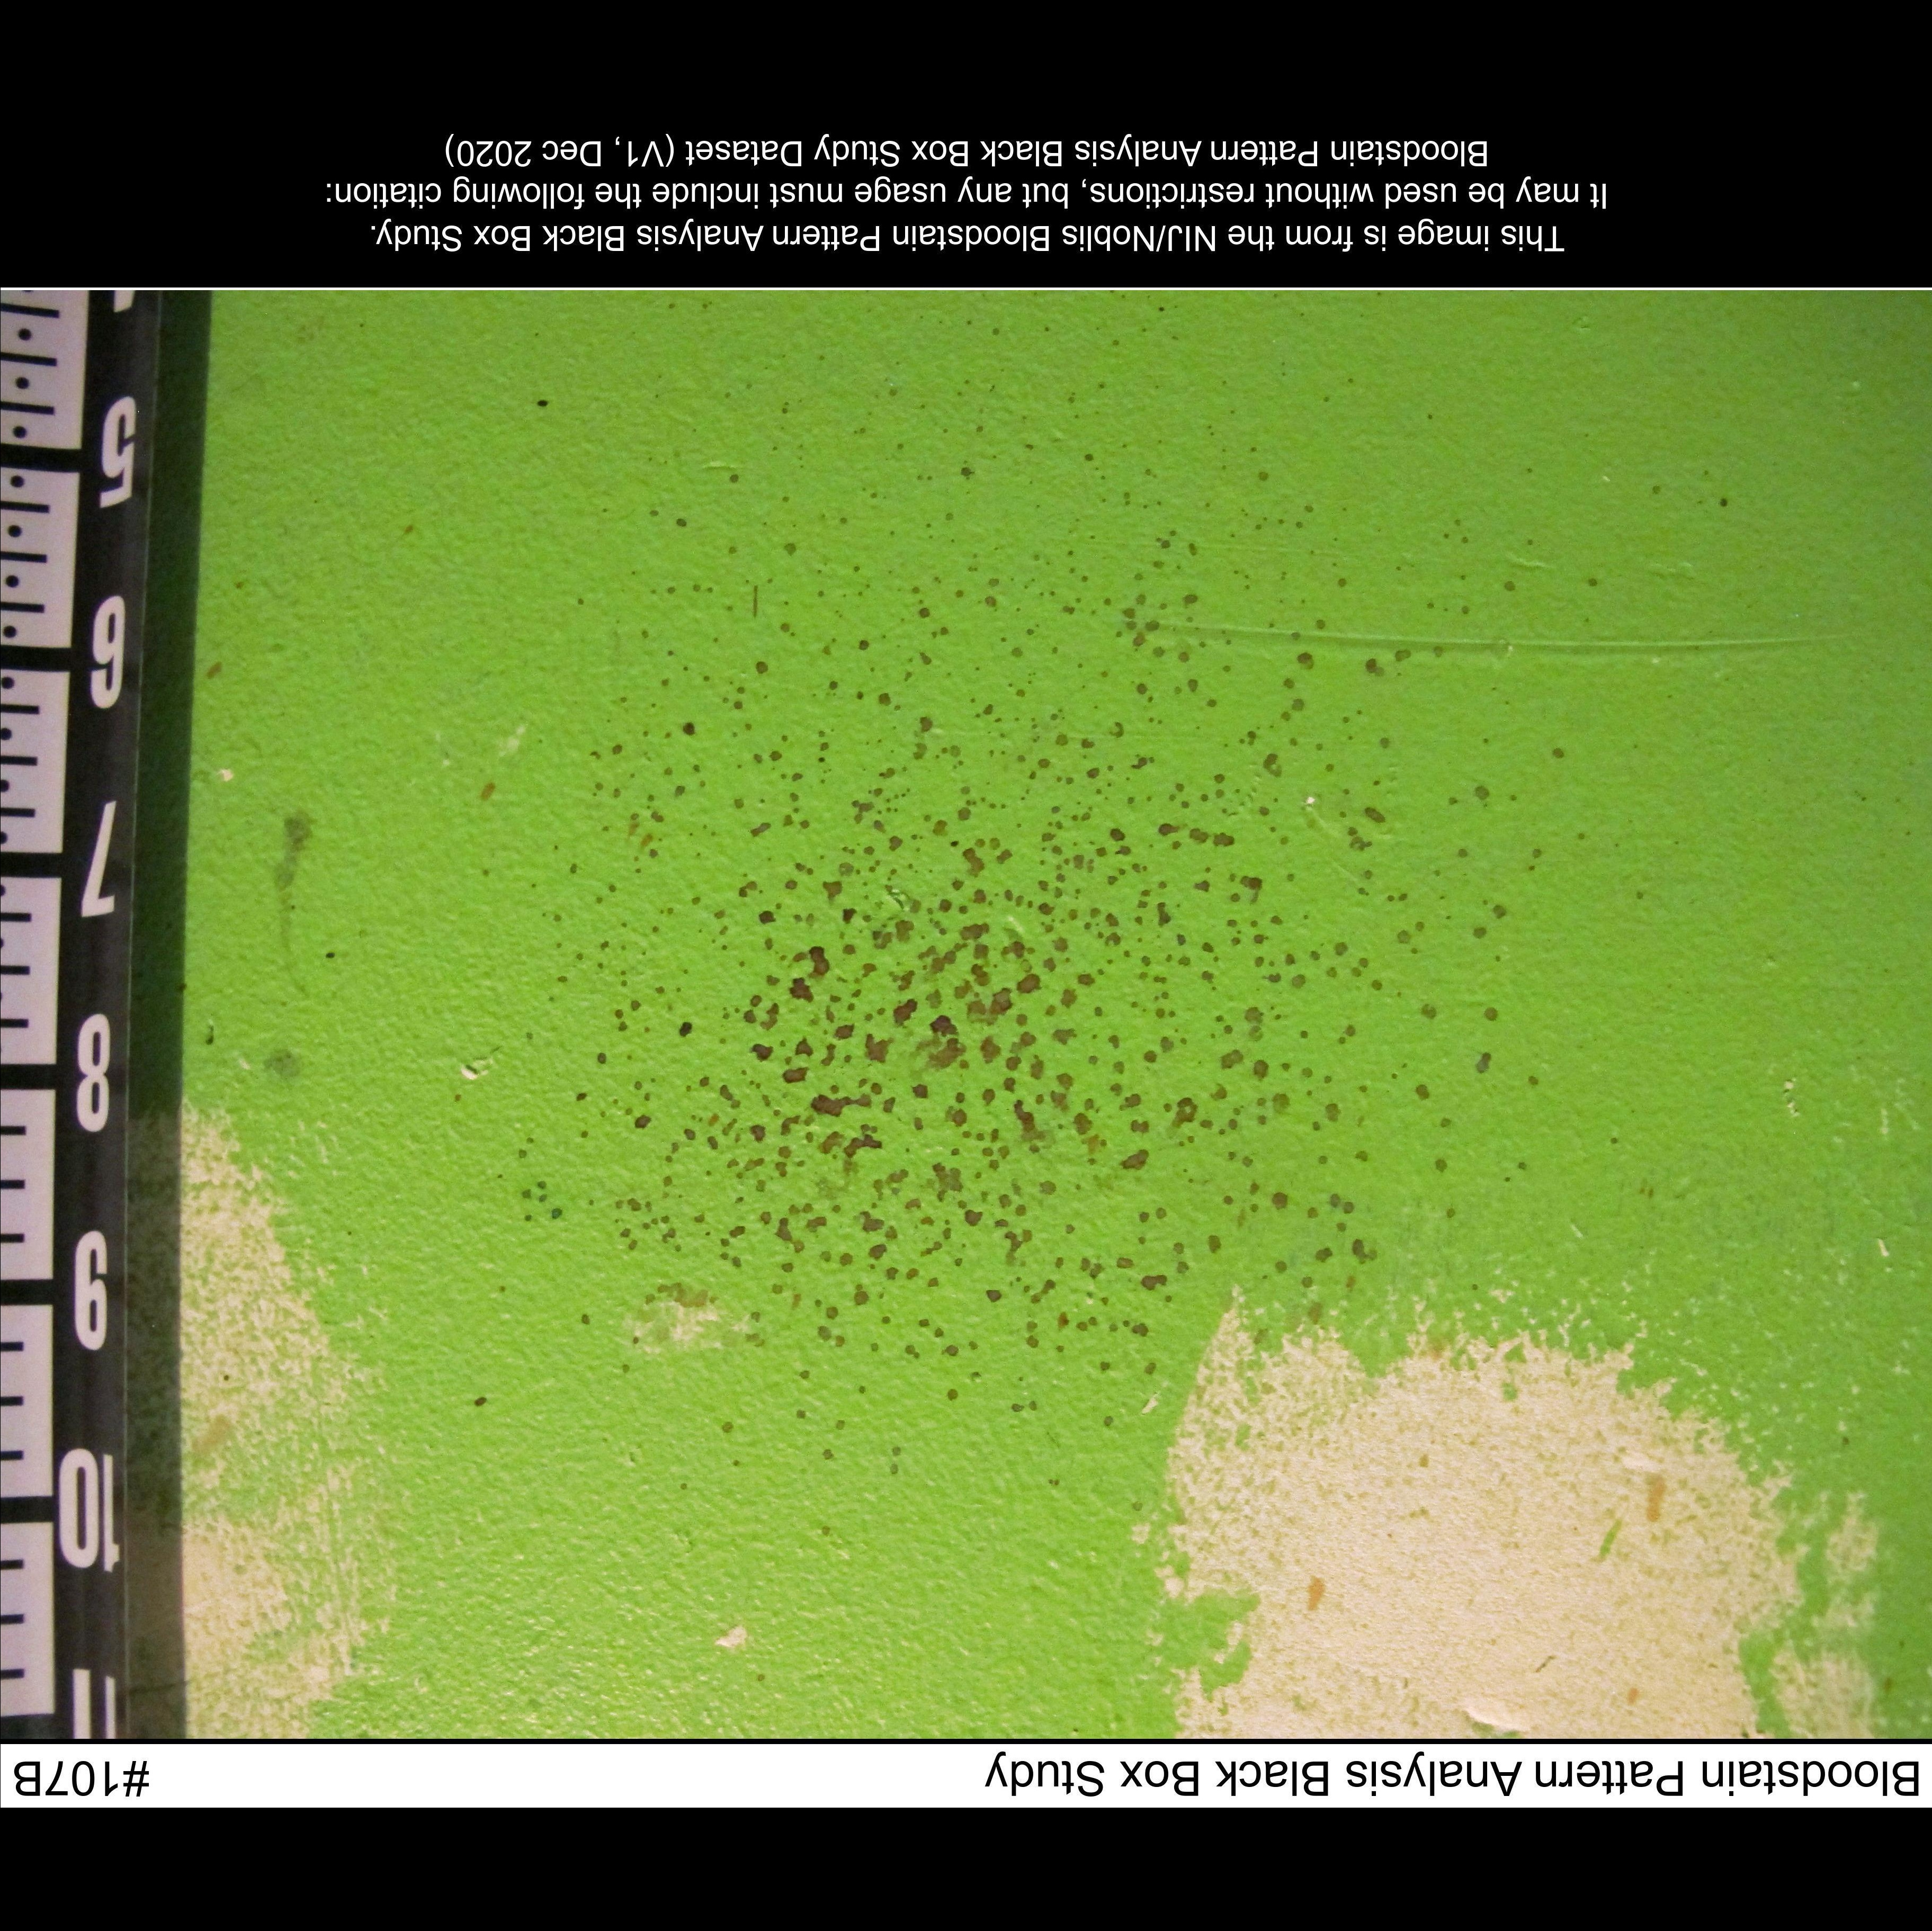 Bloodstain Pattern Analysis Black Box Study
#107B
11
10
9
8
7
6
5
This image is from the NIJ/Noblis Bloodstain Pattern Analysis Black Box Study.
It may be used without restrictions, but any usage must include the following citation:
Bloodstain Pattern Analysis Black Box Study Dataset (V1, Dec 2020)